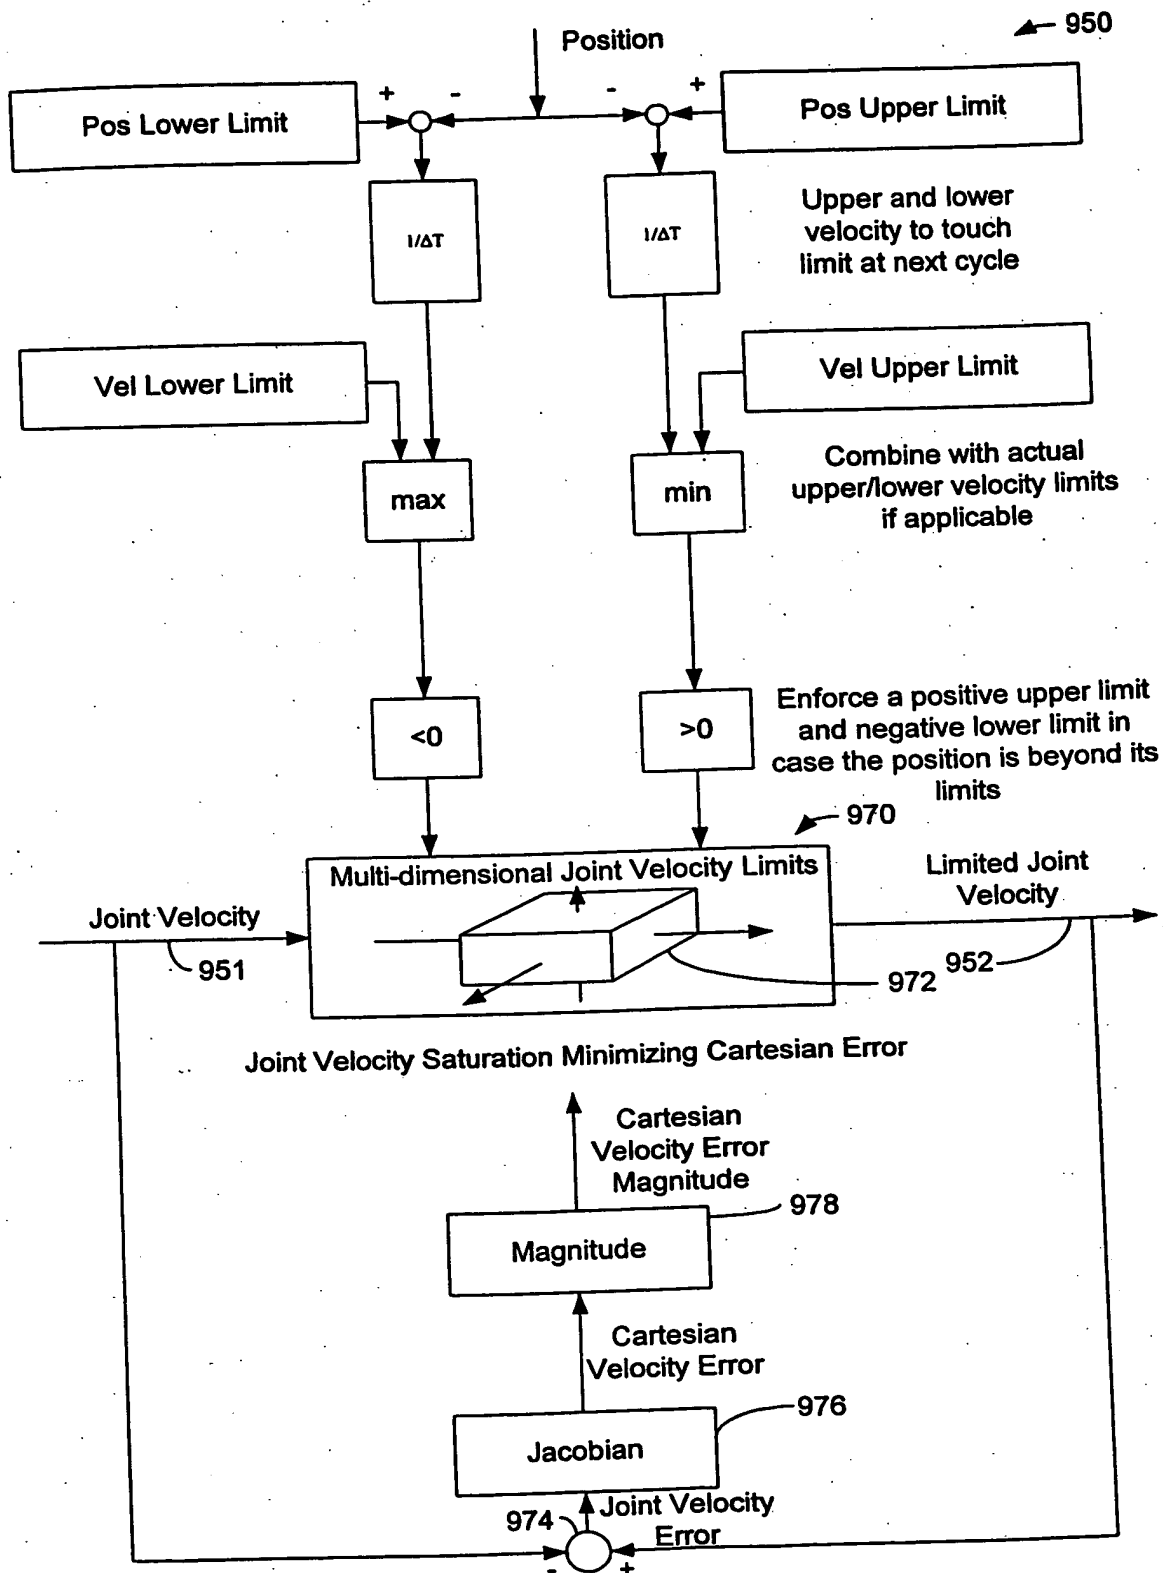 950
Position
+ - - +
Pos Lower Limit
Pos Upper Limit
1/ΔT
1/ΔT
Upper and lower
velocity to touch
limit at next cycle
Vel Lower Limit
Vel Upper Limit
max
min
Combine with actual
upper/lower velocity limits
if applicable
<0
>0
Enforce a positive upper limit
and negative lower limit in
case the position is beyond its
limits
970
Multi-dimensional Joint Velocity Limits
Joint Velocity
951
972
Limited Joint
Velocity
952
Joint Velocity Saturation Minimizing Cartesian Error
Cartesian
Velocity Error
Magnitude
978
Magnitude
Cartesian
Velocity Error
976
Jacobian
974
Joint Velocity
Error
- +